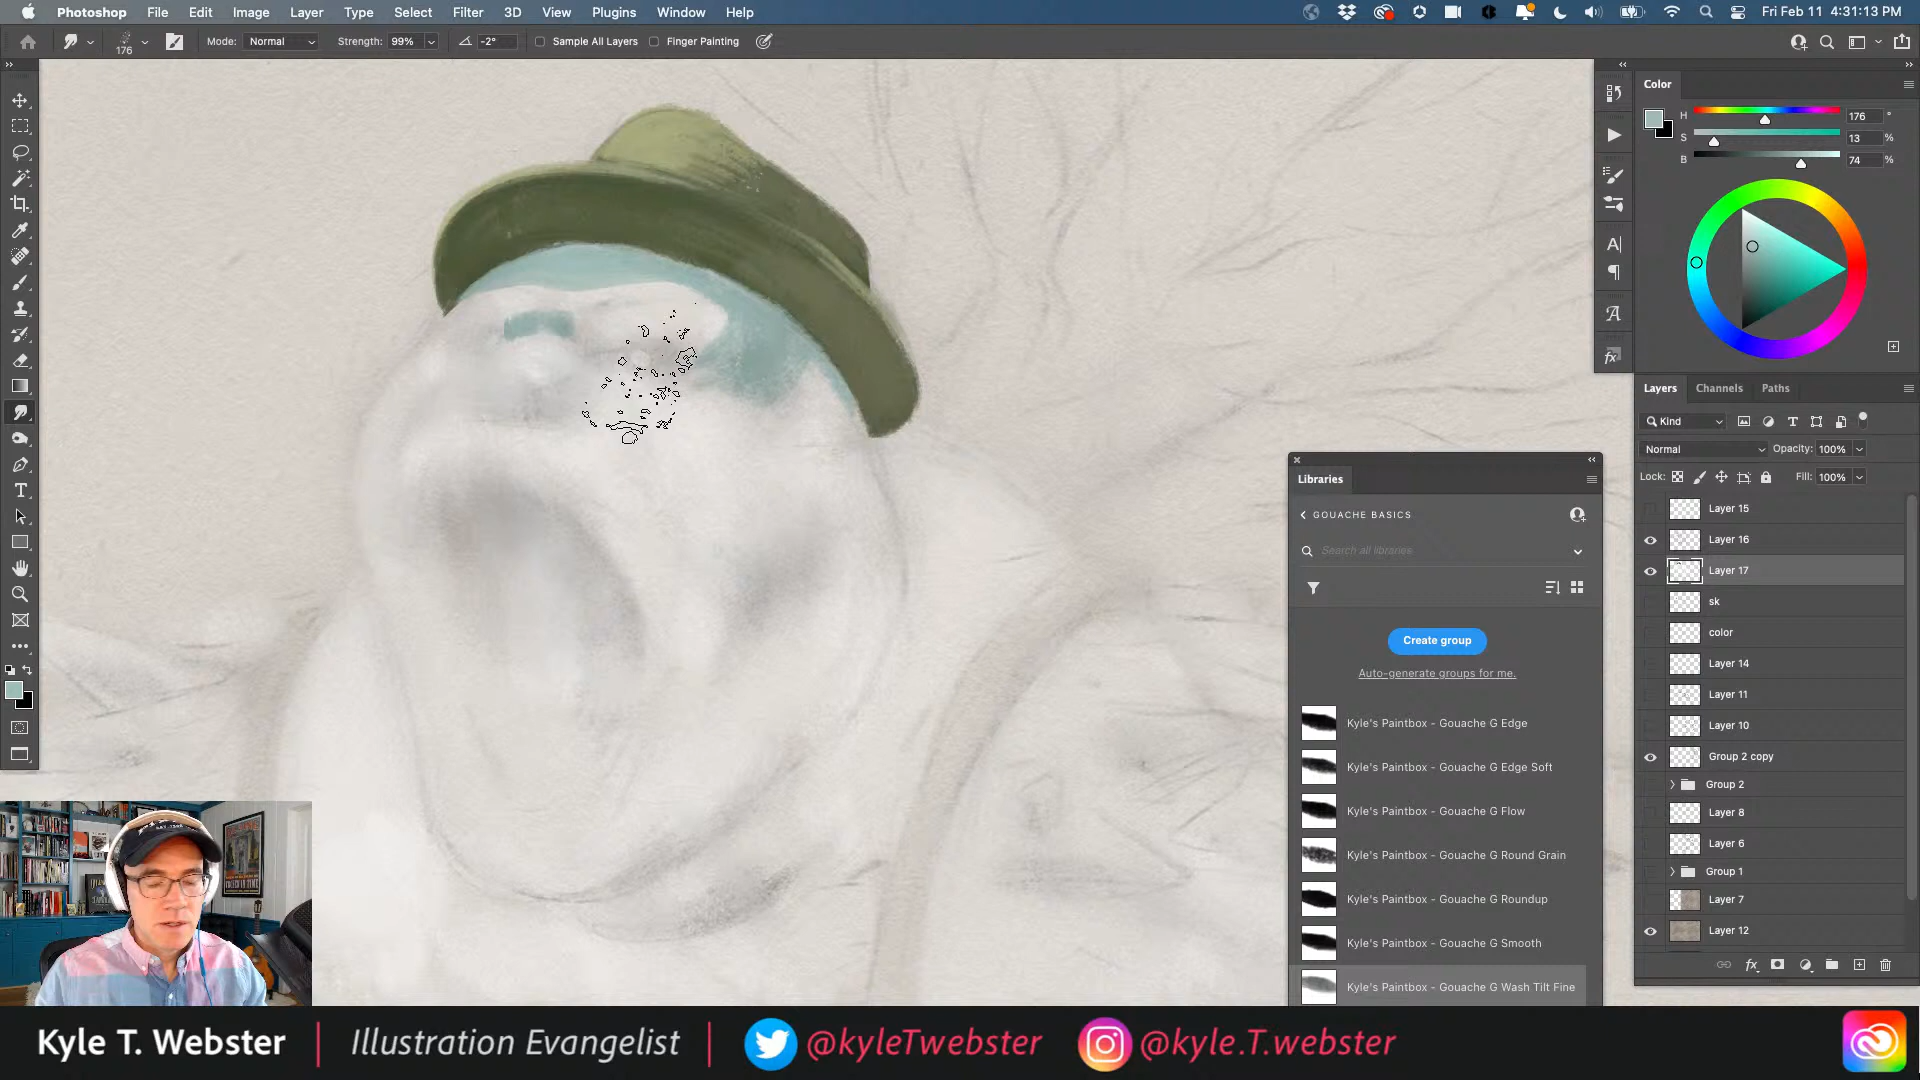 Photoshop File Edit Image Layer Type Select Filter 3D View Plugins Window Help Fri Feb 11 4:31:13 PM
176 Mode: Normal Strength: 99% -2° Sample All Layers Finger Painting
Color
H 176 °
S 13 %
B 74 %
Layers Channels Paths
Kind
Normal Opacity: 100%
Lock: Fill: 100%
Layer 15
Layer 16
Layer 17
sk
color
Layer 14
Layer 11
Layer 10
Group 2 copy
Group 2
Layer 8
Layer 6
Group 1
Layer 7
Layer 12
Libraries
GOUACHE BASICS
Search all libraries
Create group
Auto-generate groups for me.
Kyle's Paintbox - Gouache G Edge
Kyle's Paintbox - Gouache G Edge Soft
Kyle's Paintbox - Gouache G Flow
Kyle's Paintbox - Gouache G Round Grain
Kyle's Paintbox - Gouache G Roundup
Kyle's Paintbox - Gouache G Smooth
Kyle's Paintbox - Gouache G Wash Tilt Fine
Kyle T. Webster | Illustration Evangelist | @kyleTwebster @kyle.T.webster